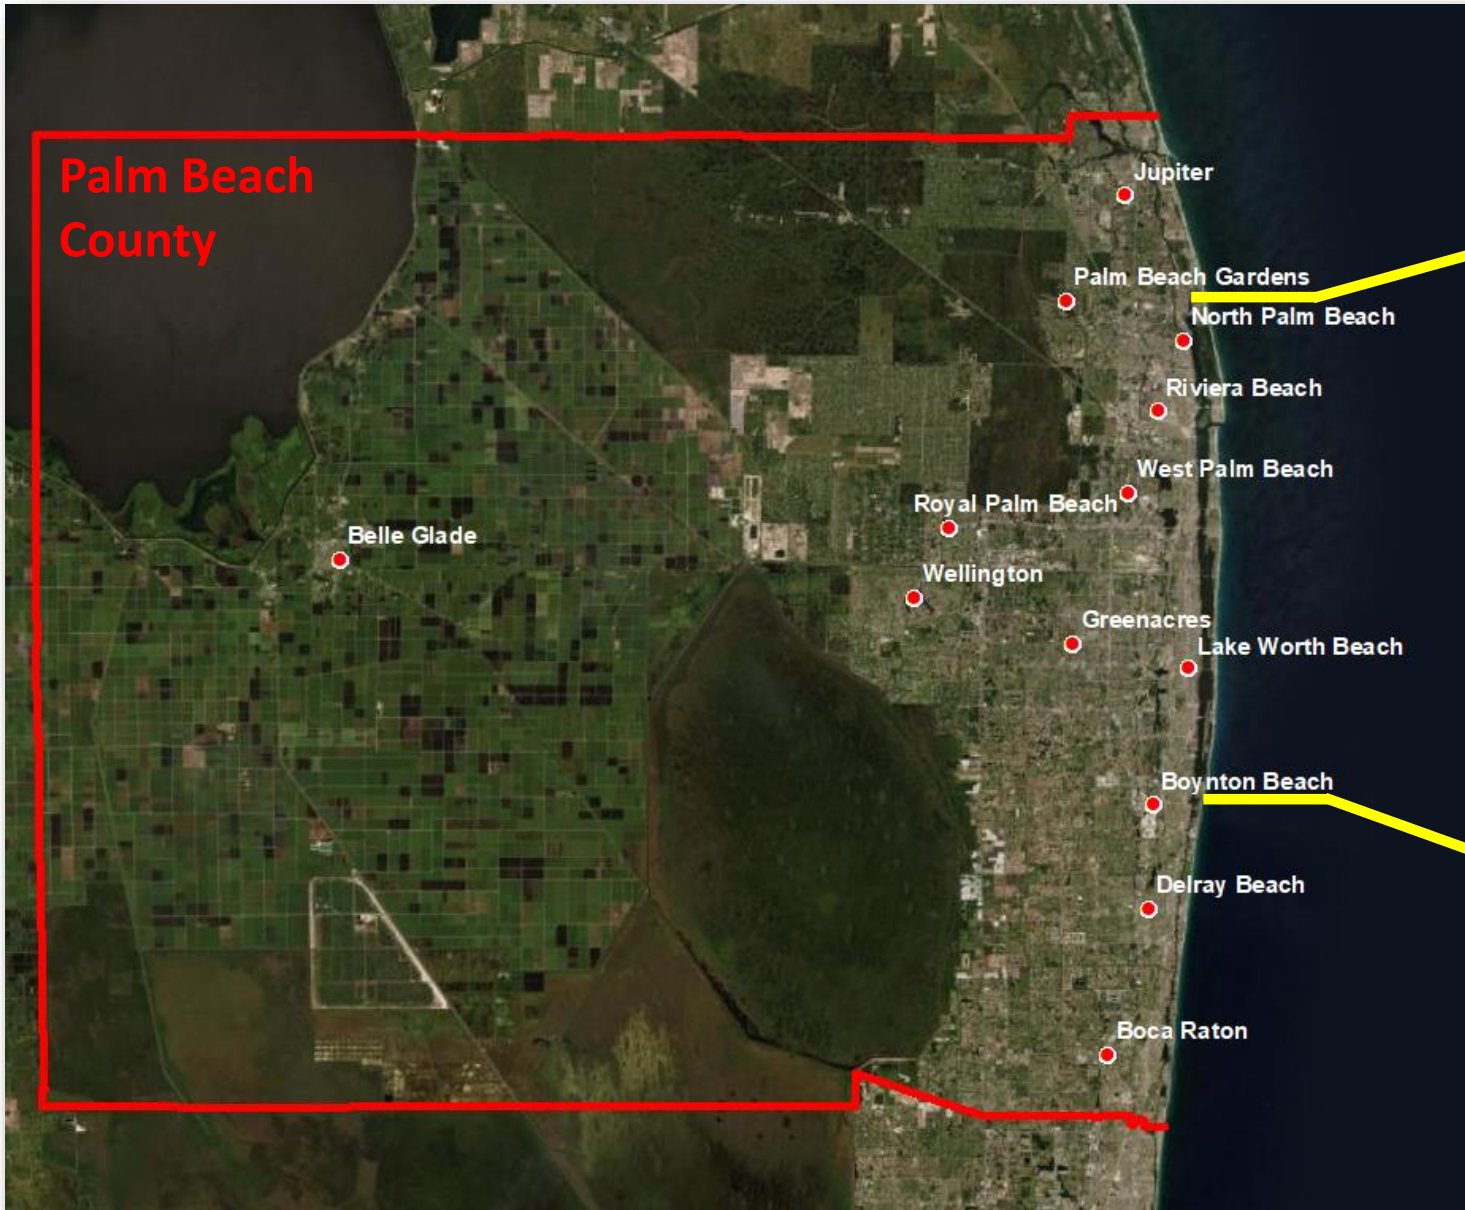 Palm Beach
County
Jupiter
Palm Beach Gardens
North Palm Beach
Riviera Beach
West Palm Beach
Royal Palm Beach
Belle Glade
Wellington
Greenacres
Lake Worth Beach
Boynton Beach
Delray Beach
Boca Raton